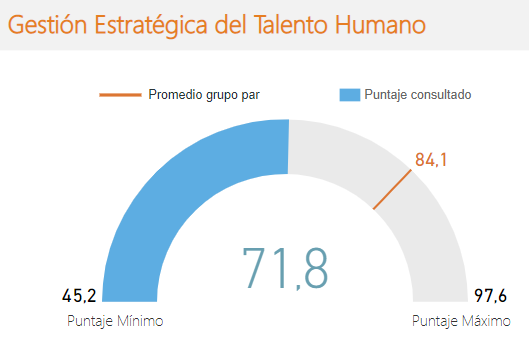 Gestión Estratégica del Talento Humano
Promedio grupo par
Puntaje consultado
84,1
71,8
45,2
97,6
Puntaje Mínimo
Puntaje Máximo